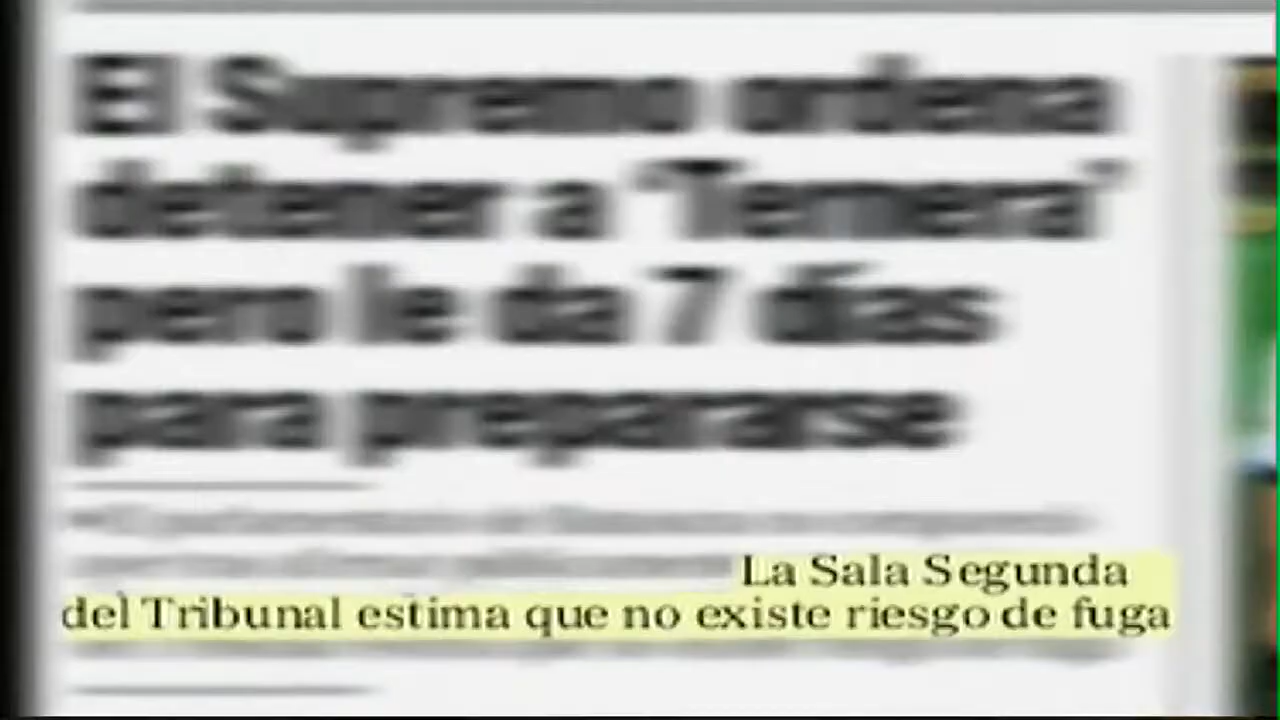 El Supremo ordena
detener a "Ternera"
pero le da 7 días
para prepararse
La Sala Segunda
del Tribunal estima que no existe riesgo de fuga